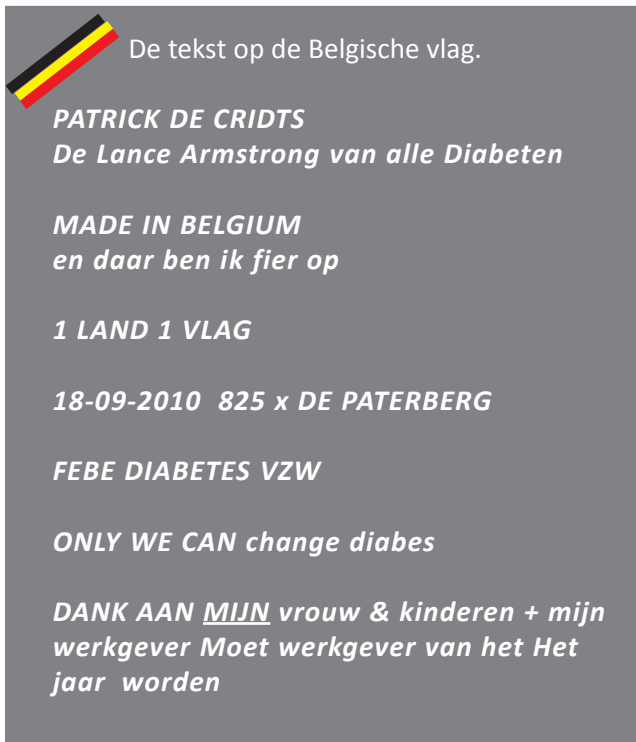 De tekst op de Belgische vlag.
PATRICK DE CRIDTS
De Lance Armstrong van alle Diabeten
MADE IN BELGIUM
en daar ben ik fier op
1 LAND 1 VLAG
18-09-2010 825 x DE PATERBERG
FEBE DIABETES VZW
ONLY WE CAN change diabes
DANK AAN MIJN vrouw & kinderen + mijn
werkgever Moet werkgever van het Het
jaar worden